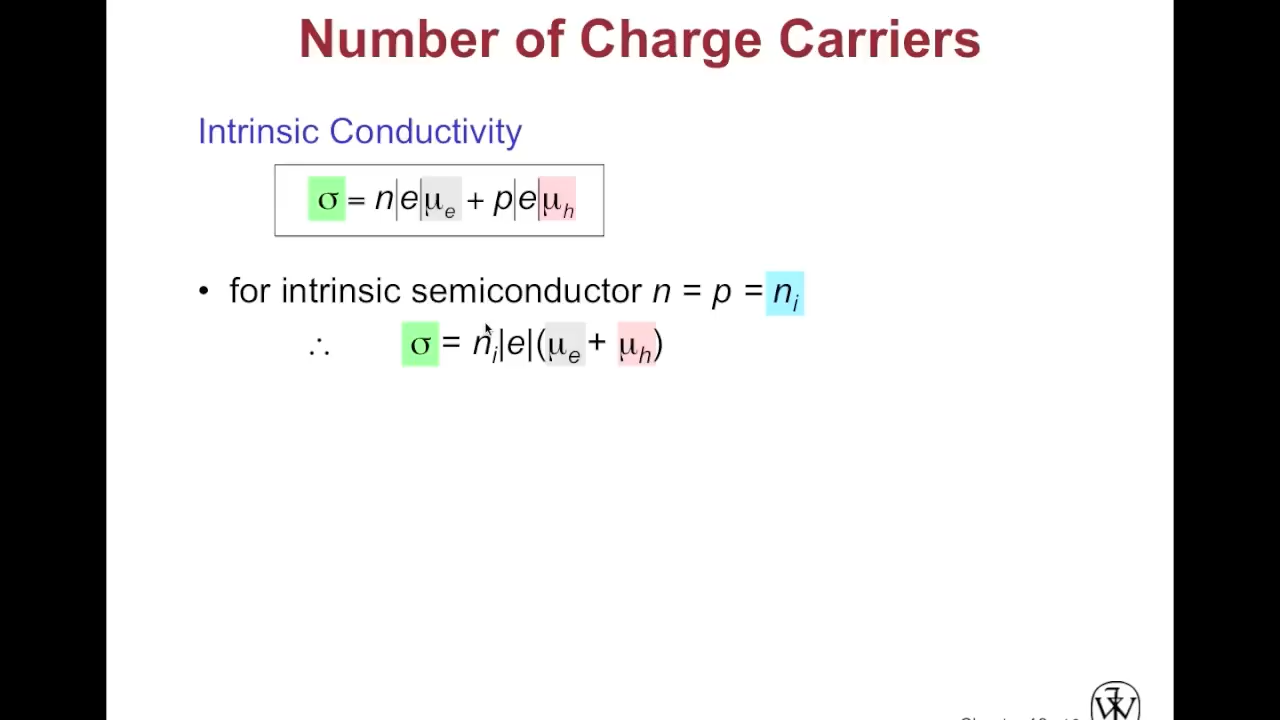 Number of Charge Carriers
Intrinsic Conductivity
σ = n|e|μₑ + p|e|μₕ
• for intrinsic semiconductor n = p = nᵢ
∴ σ = nᵢ|e|(μₑ + μₕ)